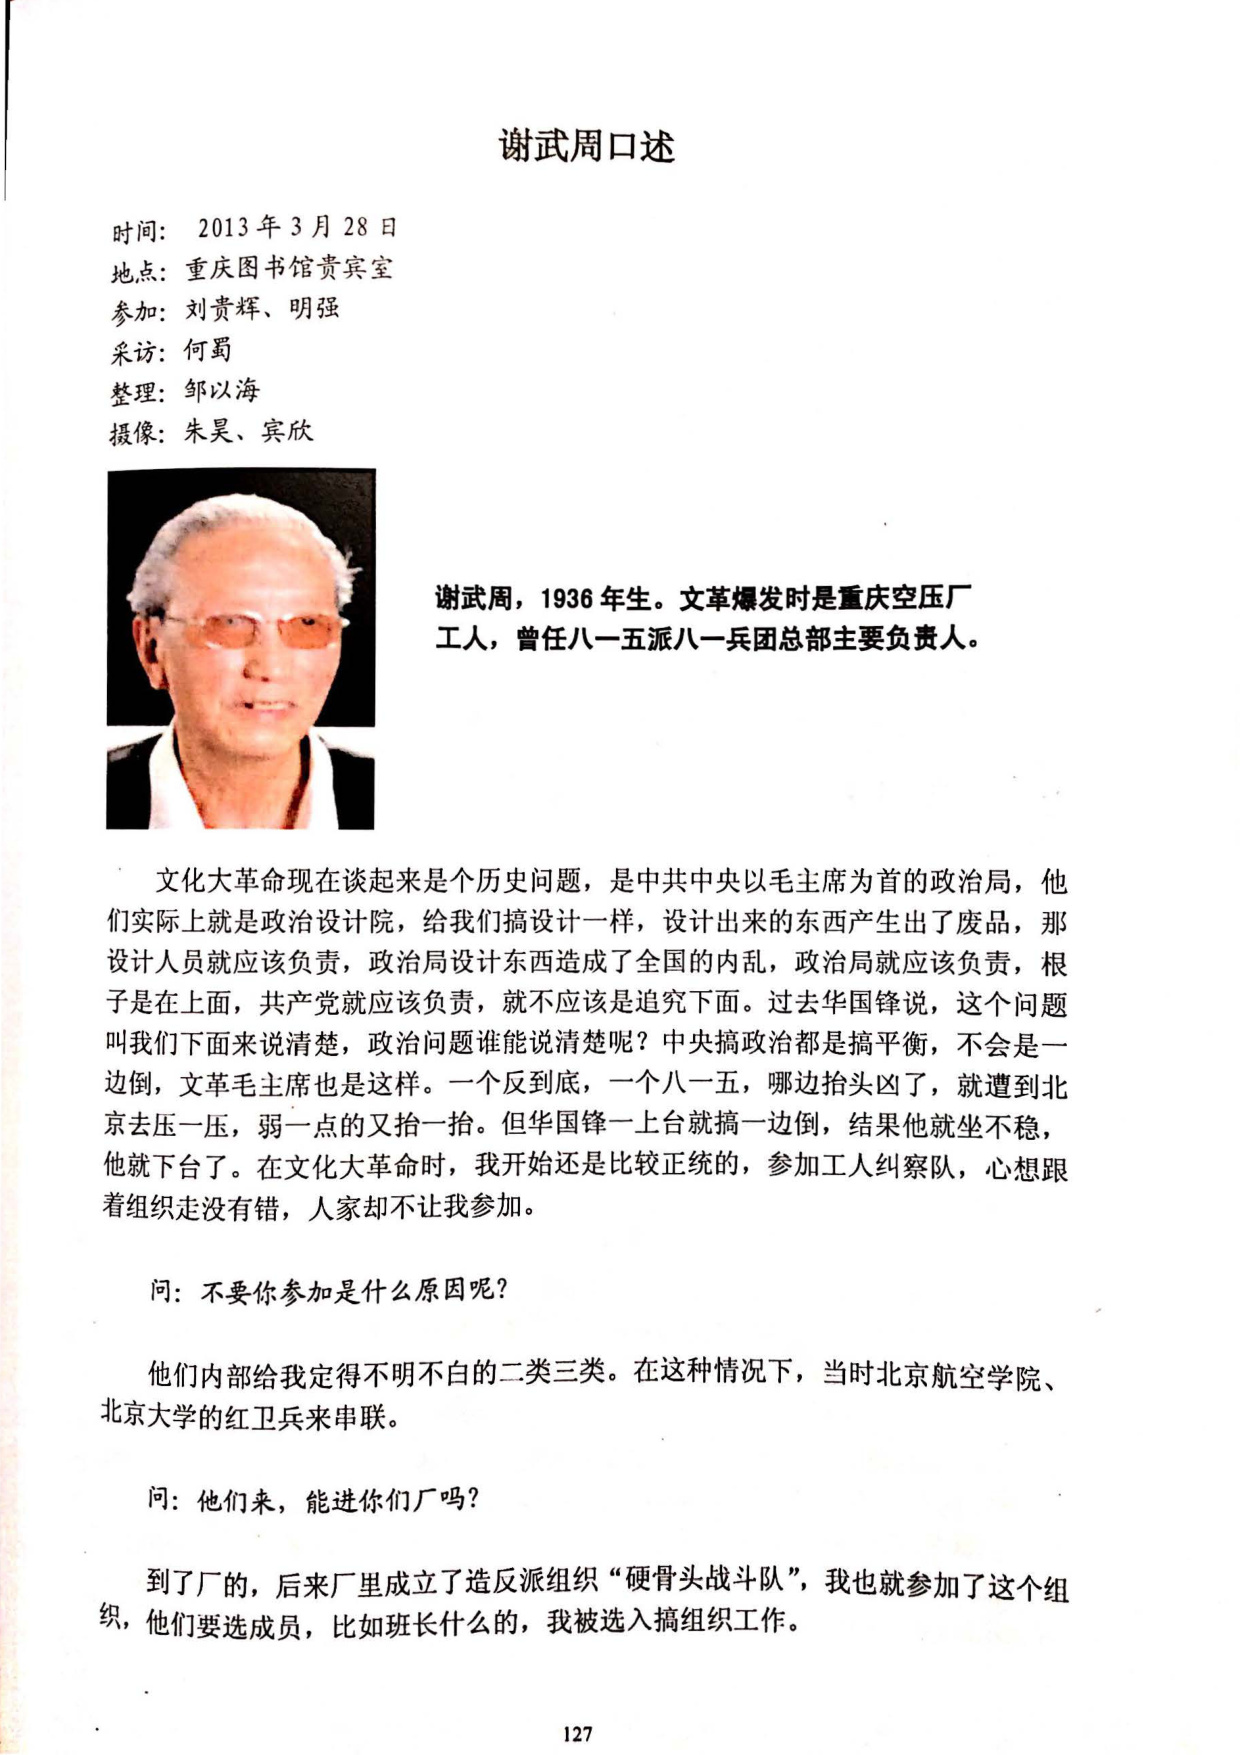 谢武周口述
时间： 2013年3月28日
地点：重庆图书馆贵宾室
参加：刘贵辉、明强
采访：何蜀
整理：邹以海
摄像：朱昊、宾欣
谢武周，1936年生。文革爆发时是重庆空压厂
工人，曾任八一五派八一兵团总部主要负责人。
文化大革命现在谈起来是个历史问题，是中共中央以毛主席为首的政治局，他
们实际上就是政治设计院，给我们搞设计一样，设计出来的东西产生出了废品，那
设计人员就应该负责，政治局设计东西造成了全国的内乱，政治局就应该负责，根
子是在上面，共产党就应该负责，就不应该是追究下面。过去华国锋说，这个问题
叫我们下面来说清楚，政治问题谁能说清楚呢？中央搞政治都是搞平衡，不会是一
边倒，文革毛主席也是这样。一个反到底，一个八一五，哪边抬头凶了，就遭到北
京去压一压，弱一点的又抬一抬。但华国锋一上台就搞一边倒，结果他就坐不稳，
他就下台了。在文化大革命时，我开始还是比较正统的，参加工人纠察队，心想跟
着组织走没有错，人家却不让我参加。
问：不要你参加是什么原因呢？
他们内部给我定得不明不白的二类三类。在这种情况下，当时北京航空学院、
北京大学的红卫兵来串联。
问：他们来，能进你们厂吗？
到了厂的，后来厂里成立了造反派组织“硬骨头战斗队”，我也就参加了这个组
织，他们要选成员，比如班长什么的，我被选入搞组织工作。
127